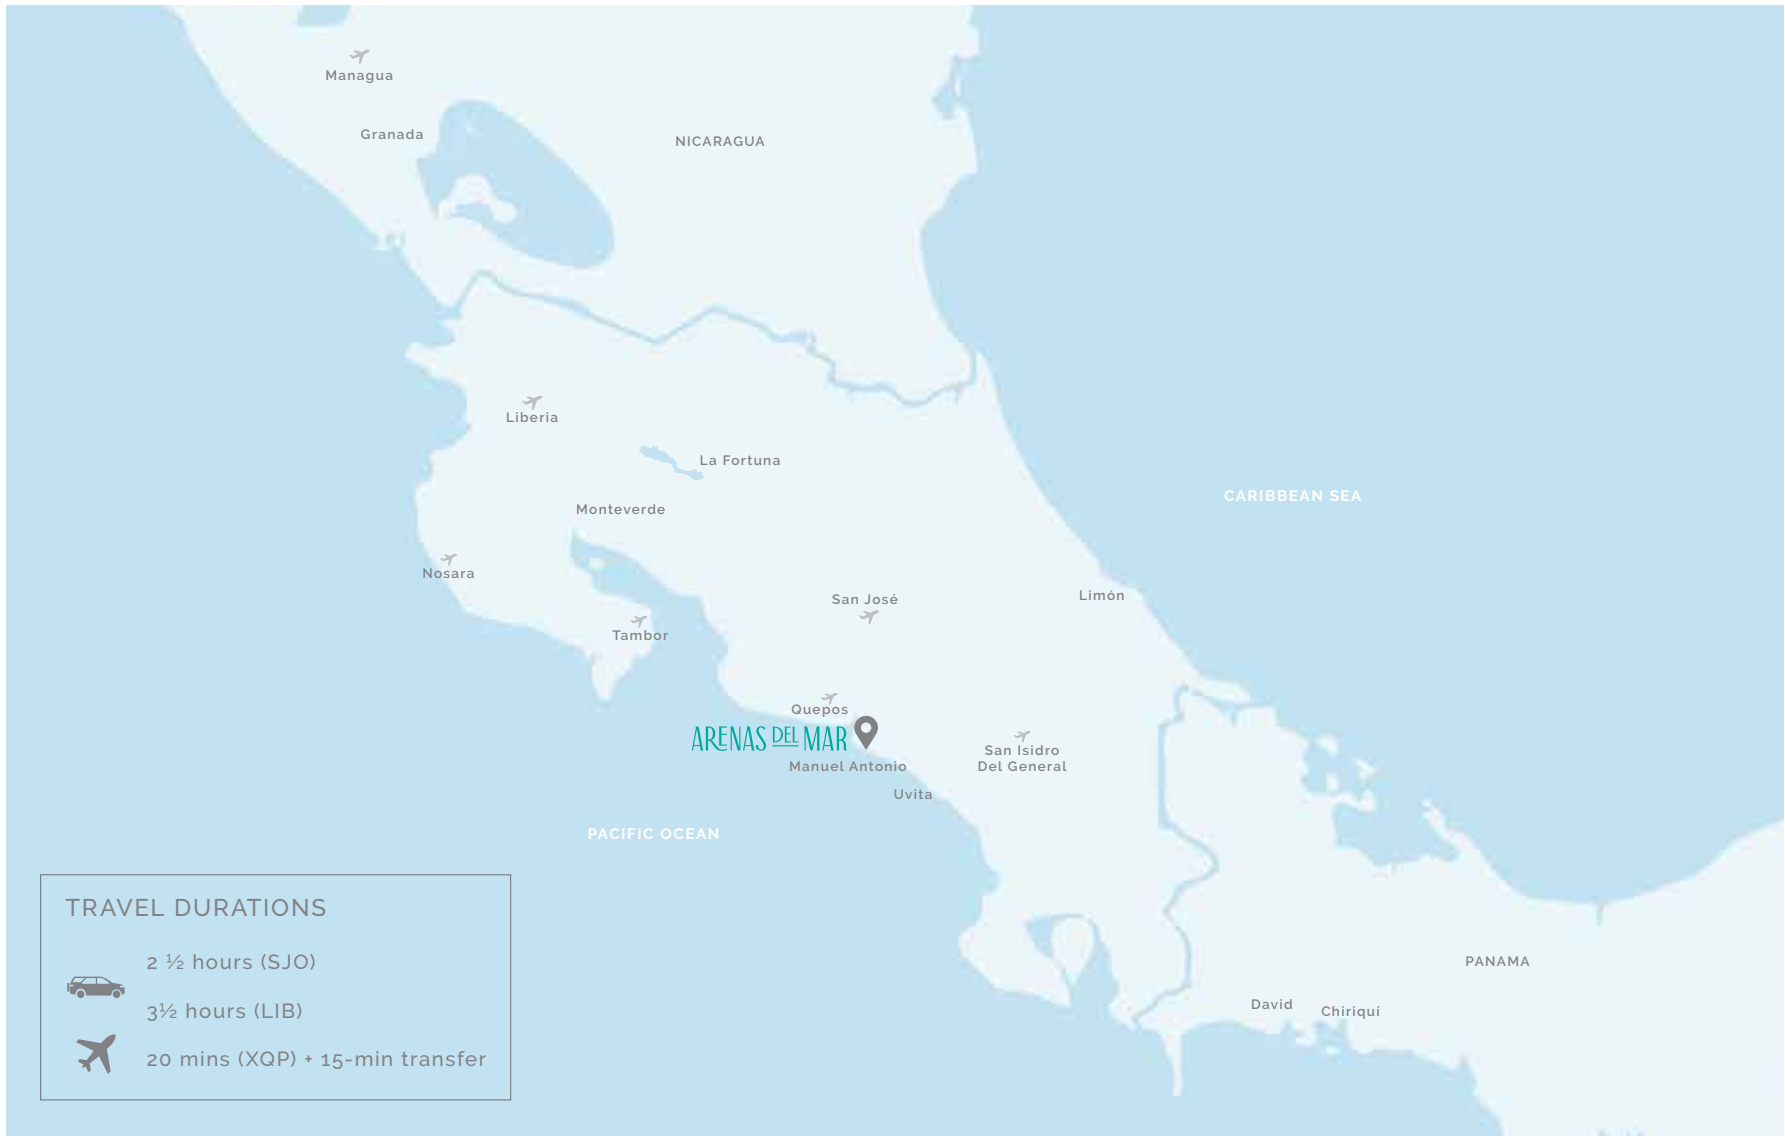 Managua
Granada
NICARAGUA
Liberia
La Fortuna
CARIBBEAN SEA
Monteverde
Nosara
San José
Limón
Tambor
Quepos
ARENAS DEL MAR
San Isidro
Del General
Manuel Antonio
Uvita
PACIFIC OCEAN
PANAMA
David
Chiriquí
TRAVEL DURATIONS
2 ½ hours (SJO)
3½ hours (LIB)
20 mins (XQP) + 15-min transfer